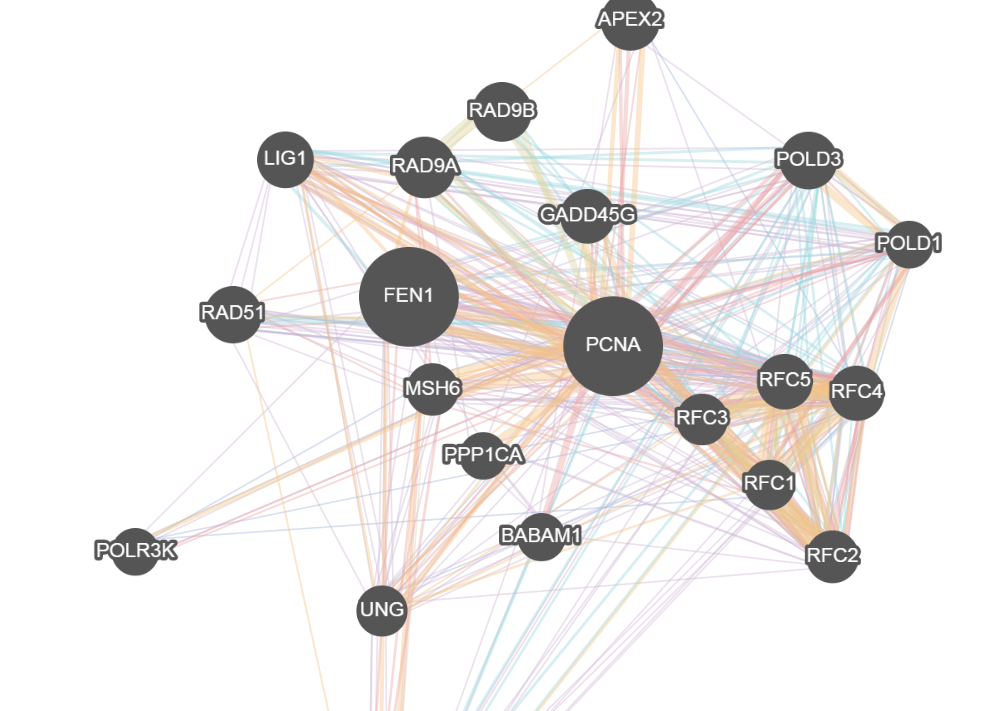 APEX2
RAD9B
LIG1
RAD9A
POLD3
GADD45G
POLD1
FEN1
RAD51
PCNA
MSH6
RFC5
RFC4
RFC3
PPP1CA
RFC1
BABAM1
POLR3K
RFC2
UNG